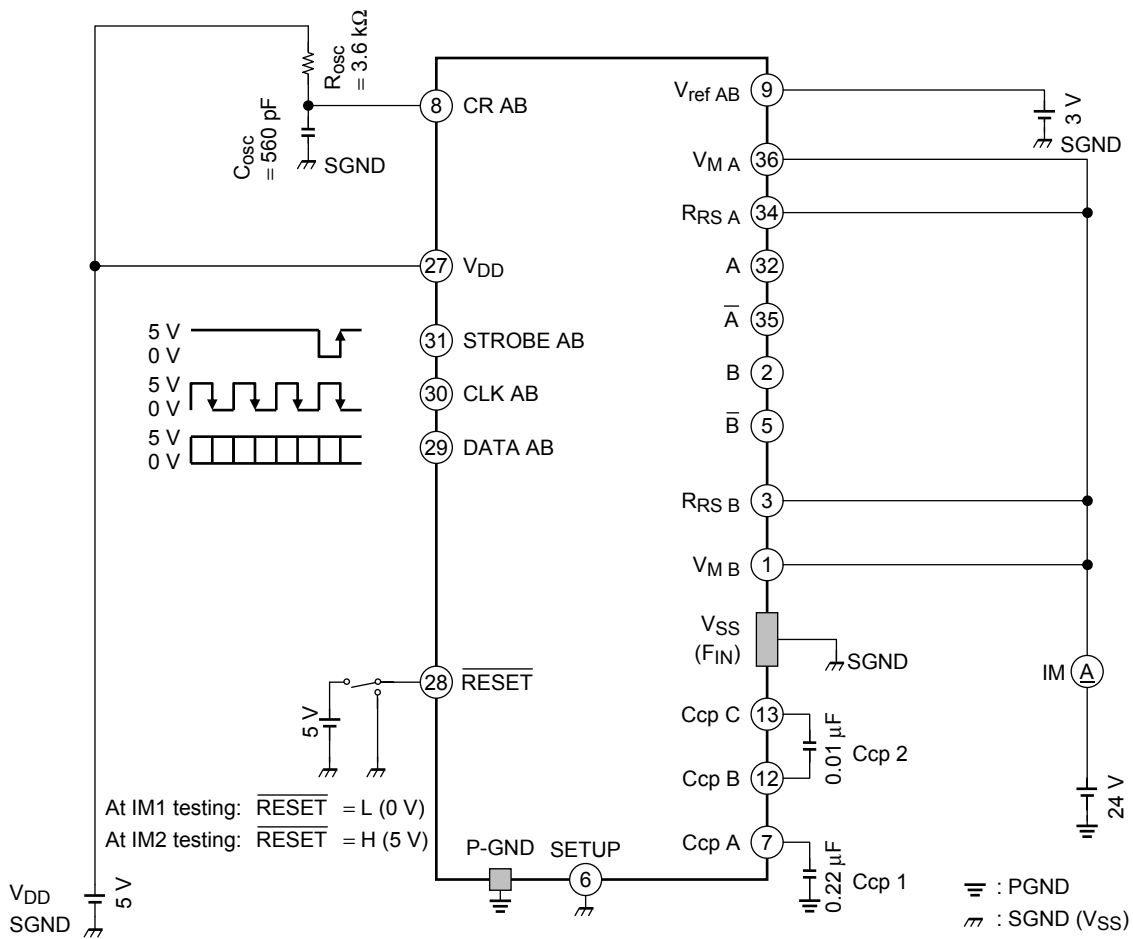 Rosc
= 3.6 kΩ
Cosc
= 560 pF
SGND
8 CR AB
27 VDD
5 V
0 V
31 STROBE AB
5 V
0 V
30 CLK AB
5 V
0 V
29 DATA AB
28 RESET
5 V
At IM1 testing: RESET = L (0 V)
At IM2 testing: RESET = H (5 V)
VDD
5 V
SGND
P-GND
SETUP
6
Vref AB 9
3 V
SGND
VM A 36
RRS A 34
A 32
A 35
B 2
B 5
RRS B 3
VM B 1
VSS
(FIN)
SGND
IM A
Ccp C 13
0.01 µF
Ccp 2
Ccp B 12
Ccp A 7
0.22 µF
Ccp 1
24 V
: PGND
: SGND (VSS)